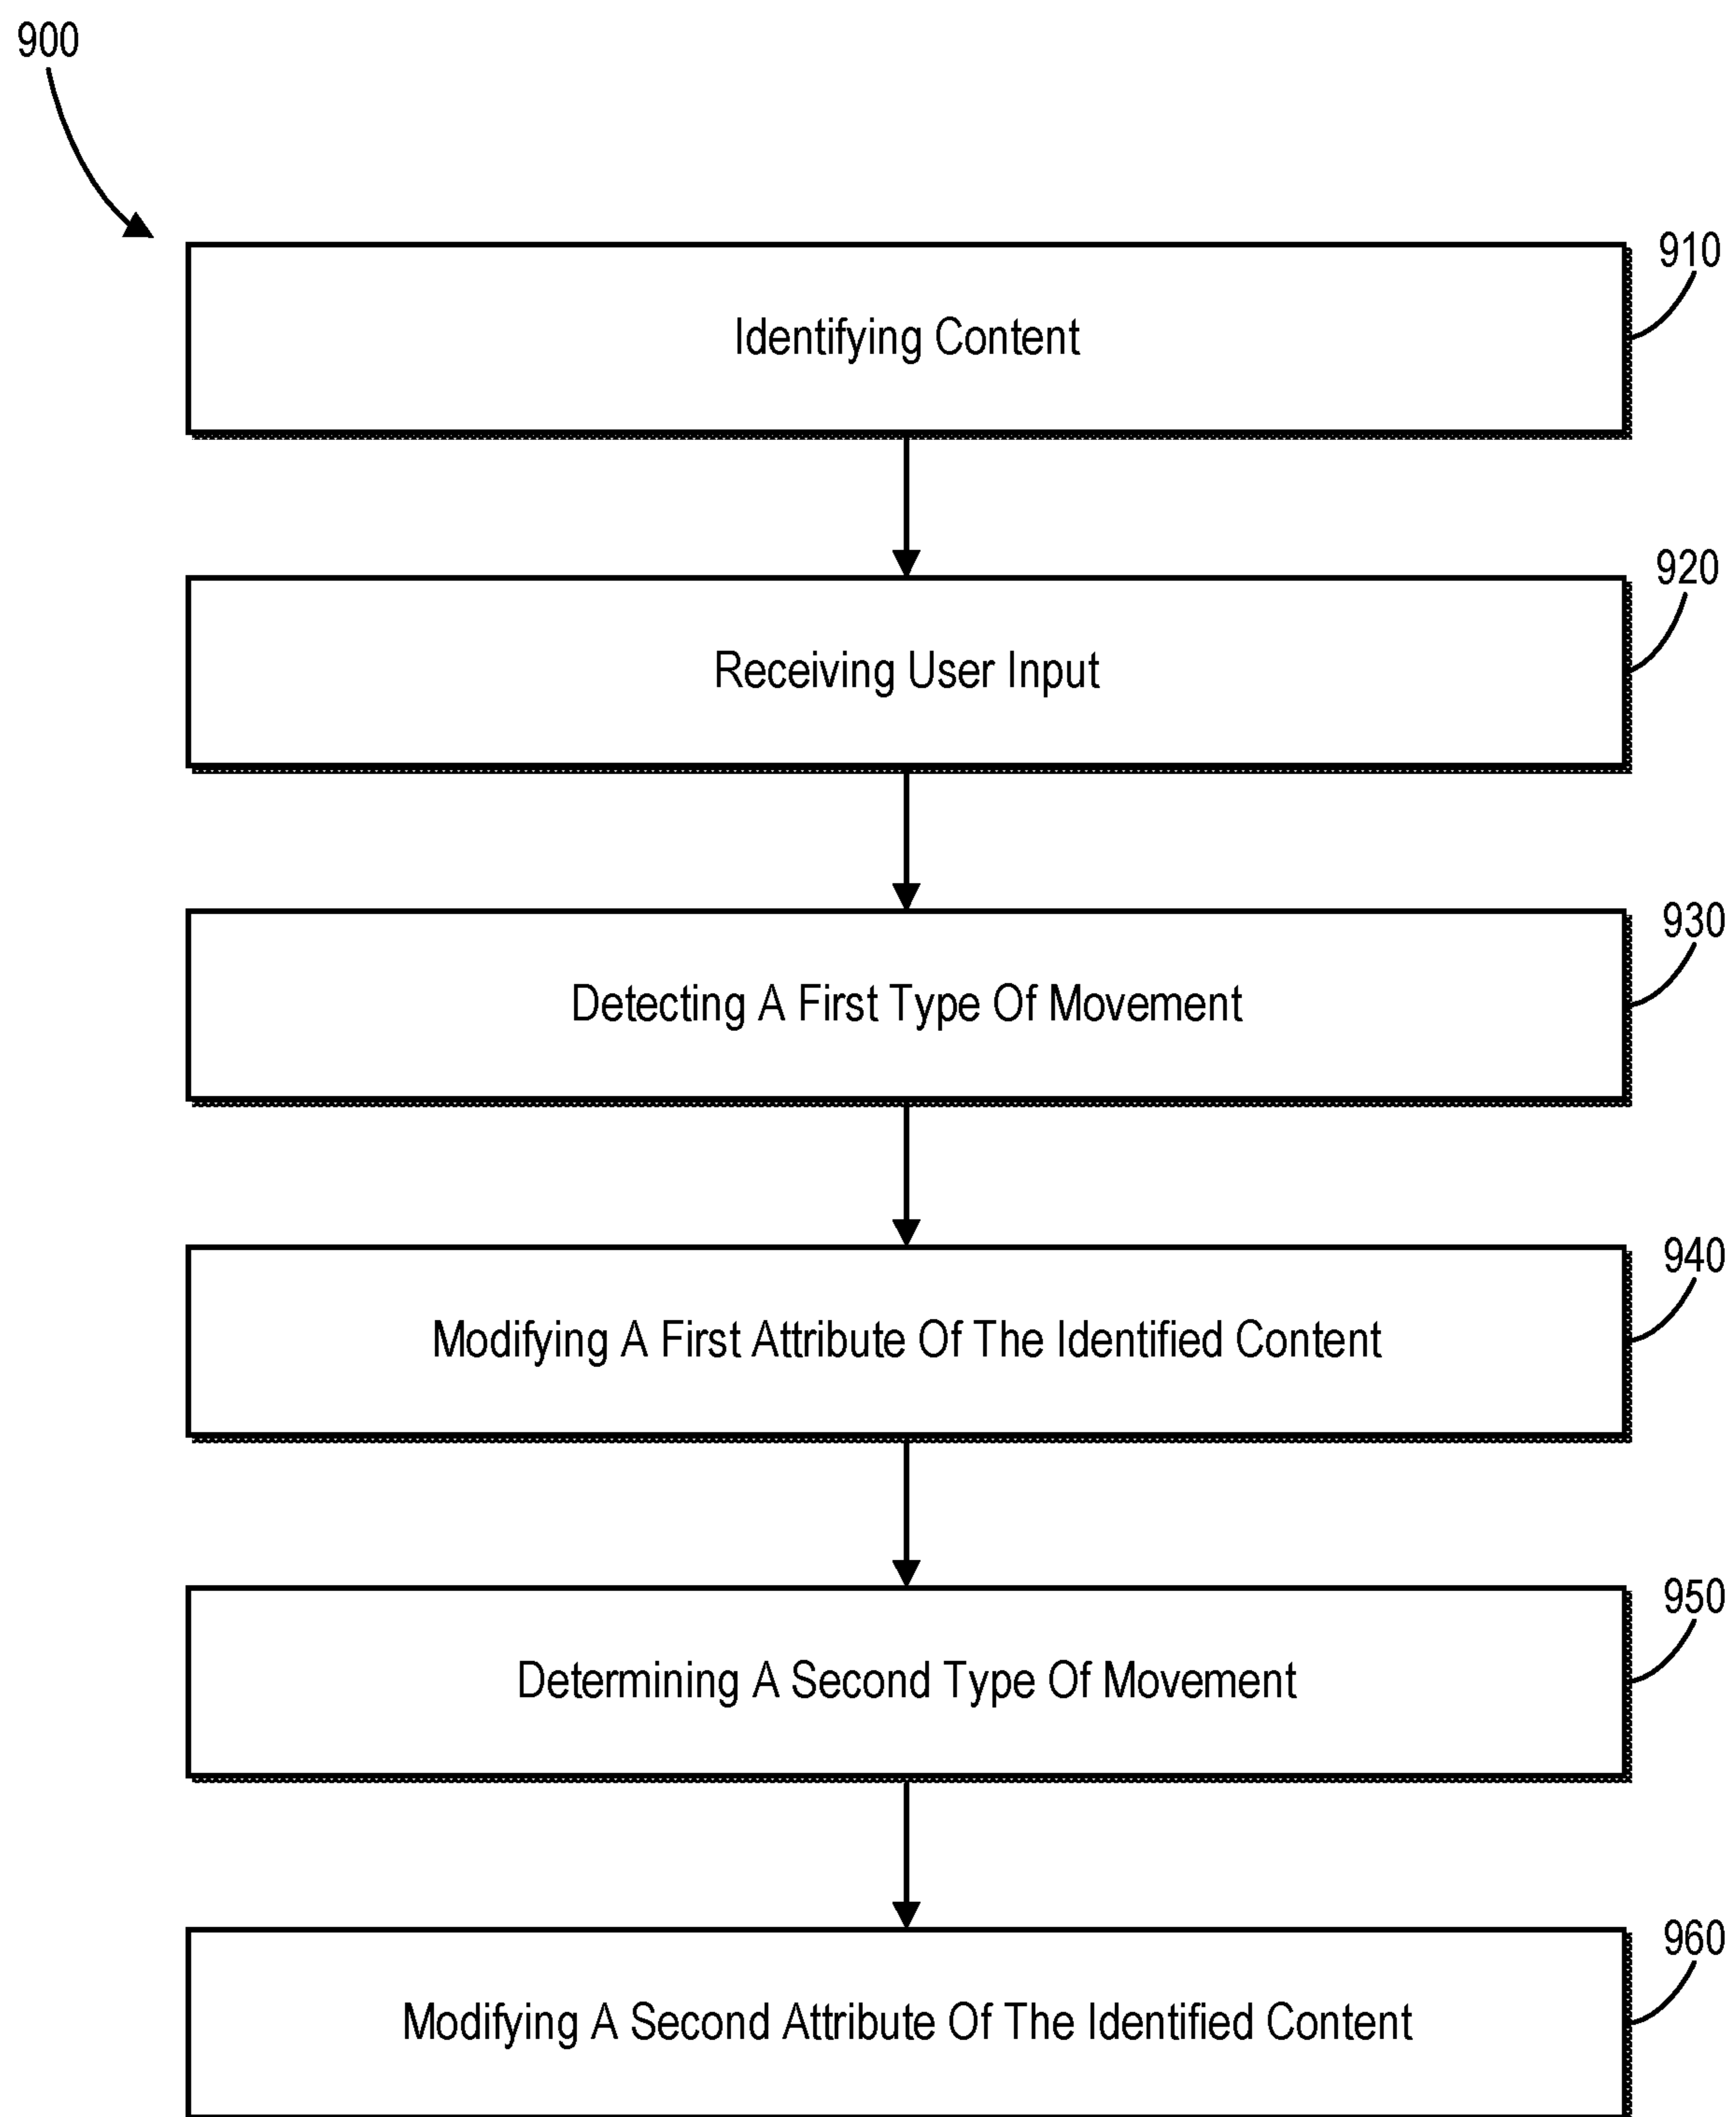 900
910
Identifying Content
920
Receiving User Input
930
Detecting A First Type Of Movement
940
Modifying A First Attribute Of The Identified Content
950
Determining A Second Type Of Movement
960
Modifying A Second Attribute Of The Identified Content